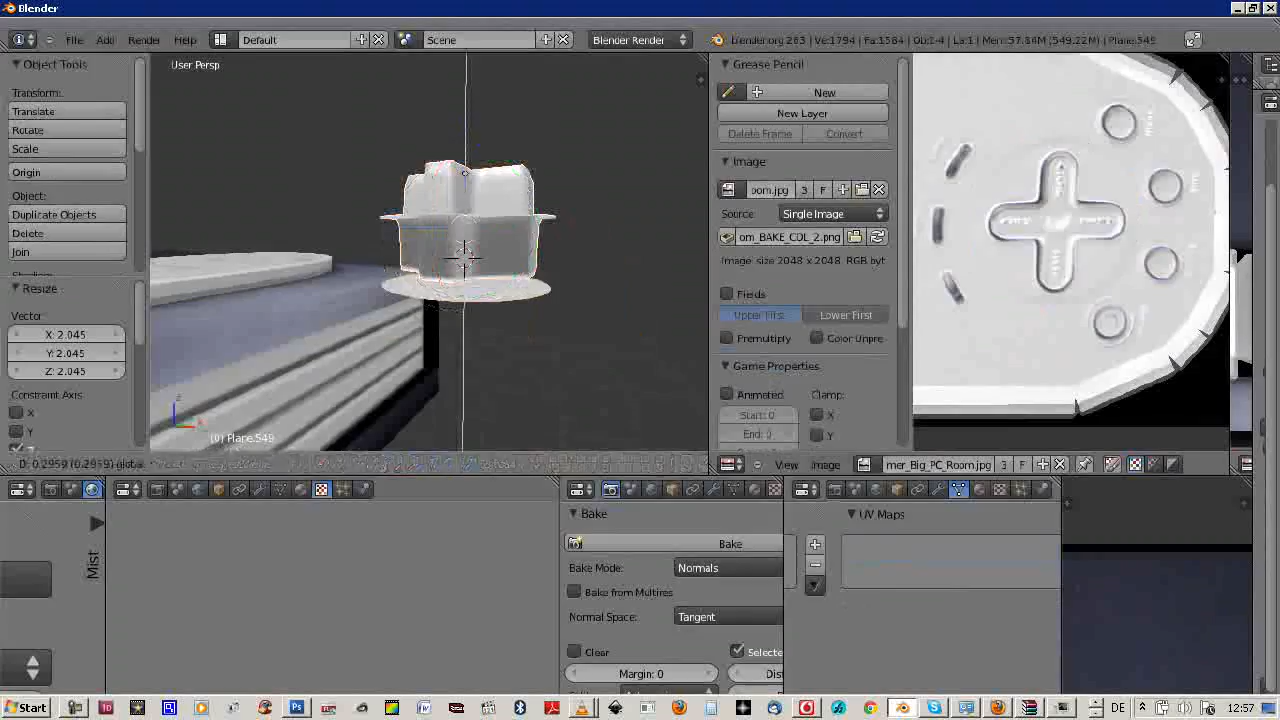 Blender
File Add Render Help Default Scene Blender Render blender.org 263 | Ve:1794 | Fa:1584 | Ob:1-4 | La:1 | Mem:57.84M (549.22M) | Plane.549
Object Tools
Transform:
Translate
Rotate
Scale
Origin
Object:
Duplicate Objects
Delete
Join
Resize
Vector:
X: 2.045
Y: 2.045
Z: 2.045
Constraint Axis
X
Y
User Persp
(0) Plane.549
D: 0.2959 (0.2959) global
Grease Pencil
New
New Layer
Delete Frame Convert
Image
oom.jpg 3 F
Source: Single Image
om_BAKE_COL_2.png
Image: size 2048 x 2048, RGB byt
Fields
Upper First Lower First
Premultiply Color Unpre
Game Properties
Animated Clamp:
Start: 0 X
End: 0 Y
View Image mer_Big_PC_Room.jpg 3 F
Mist
Bake
Bake
Bake Mode: Normals
Bake from Multires
Normal Space: Tangent
Clear Selecte
Margin: 0 Dis
UV Maps
Start DE 12:57